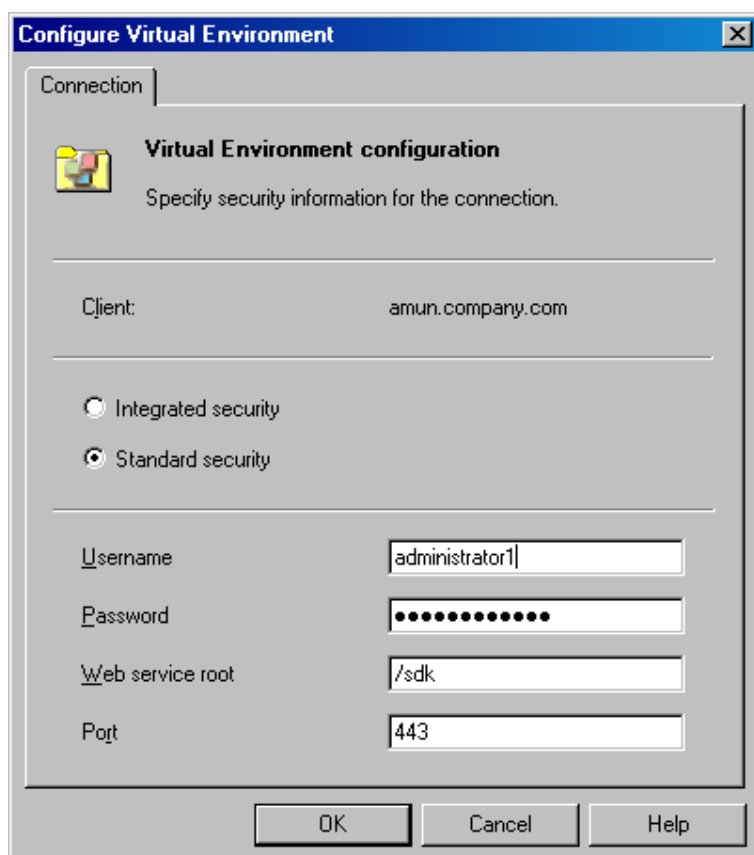 Configure Virtual Environment
Connection
Virtual Environment configuration
Specify security information for the connection.
Client: amun.company.com
Integrated security
Standard security
Username administrator1
Password ●●●●●●●●●●●●
Web service root /sdk
Port 443
OK Cancel Help